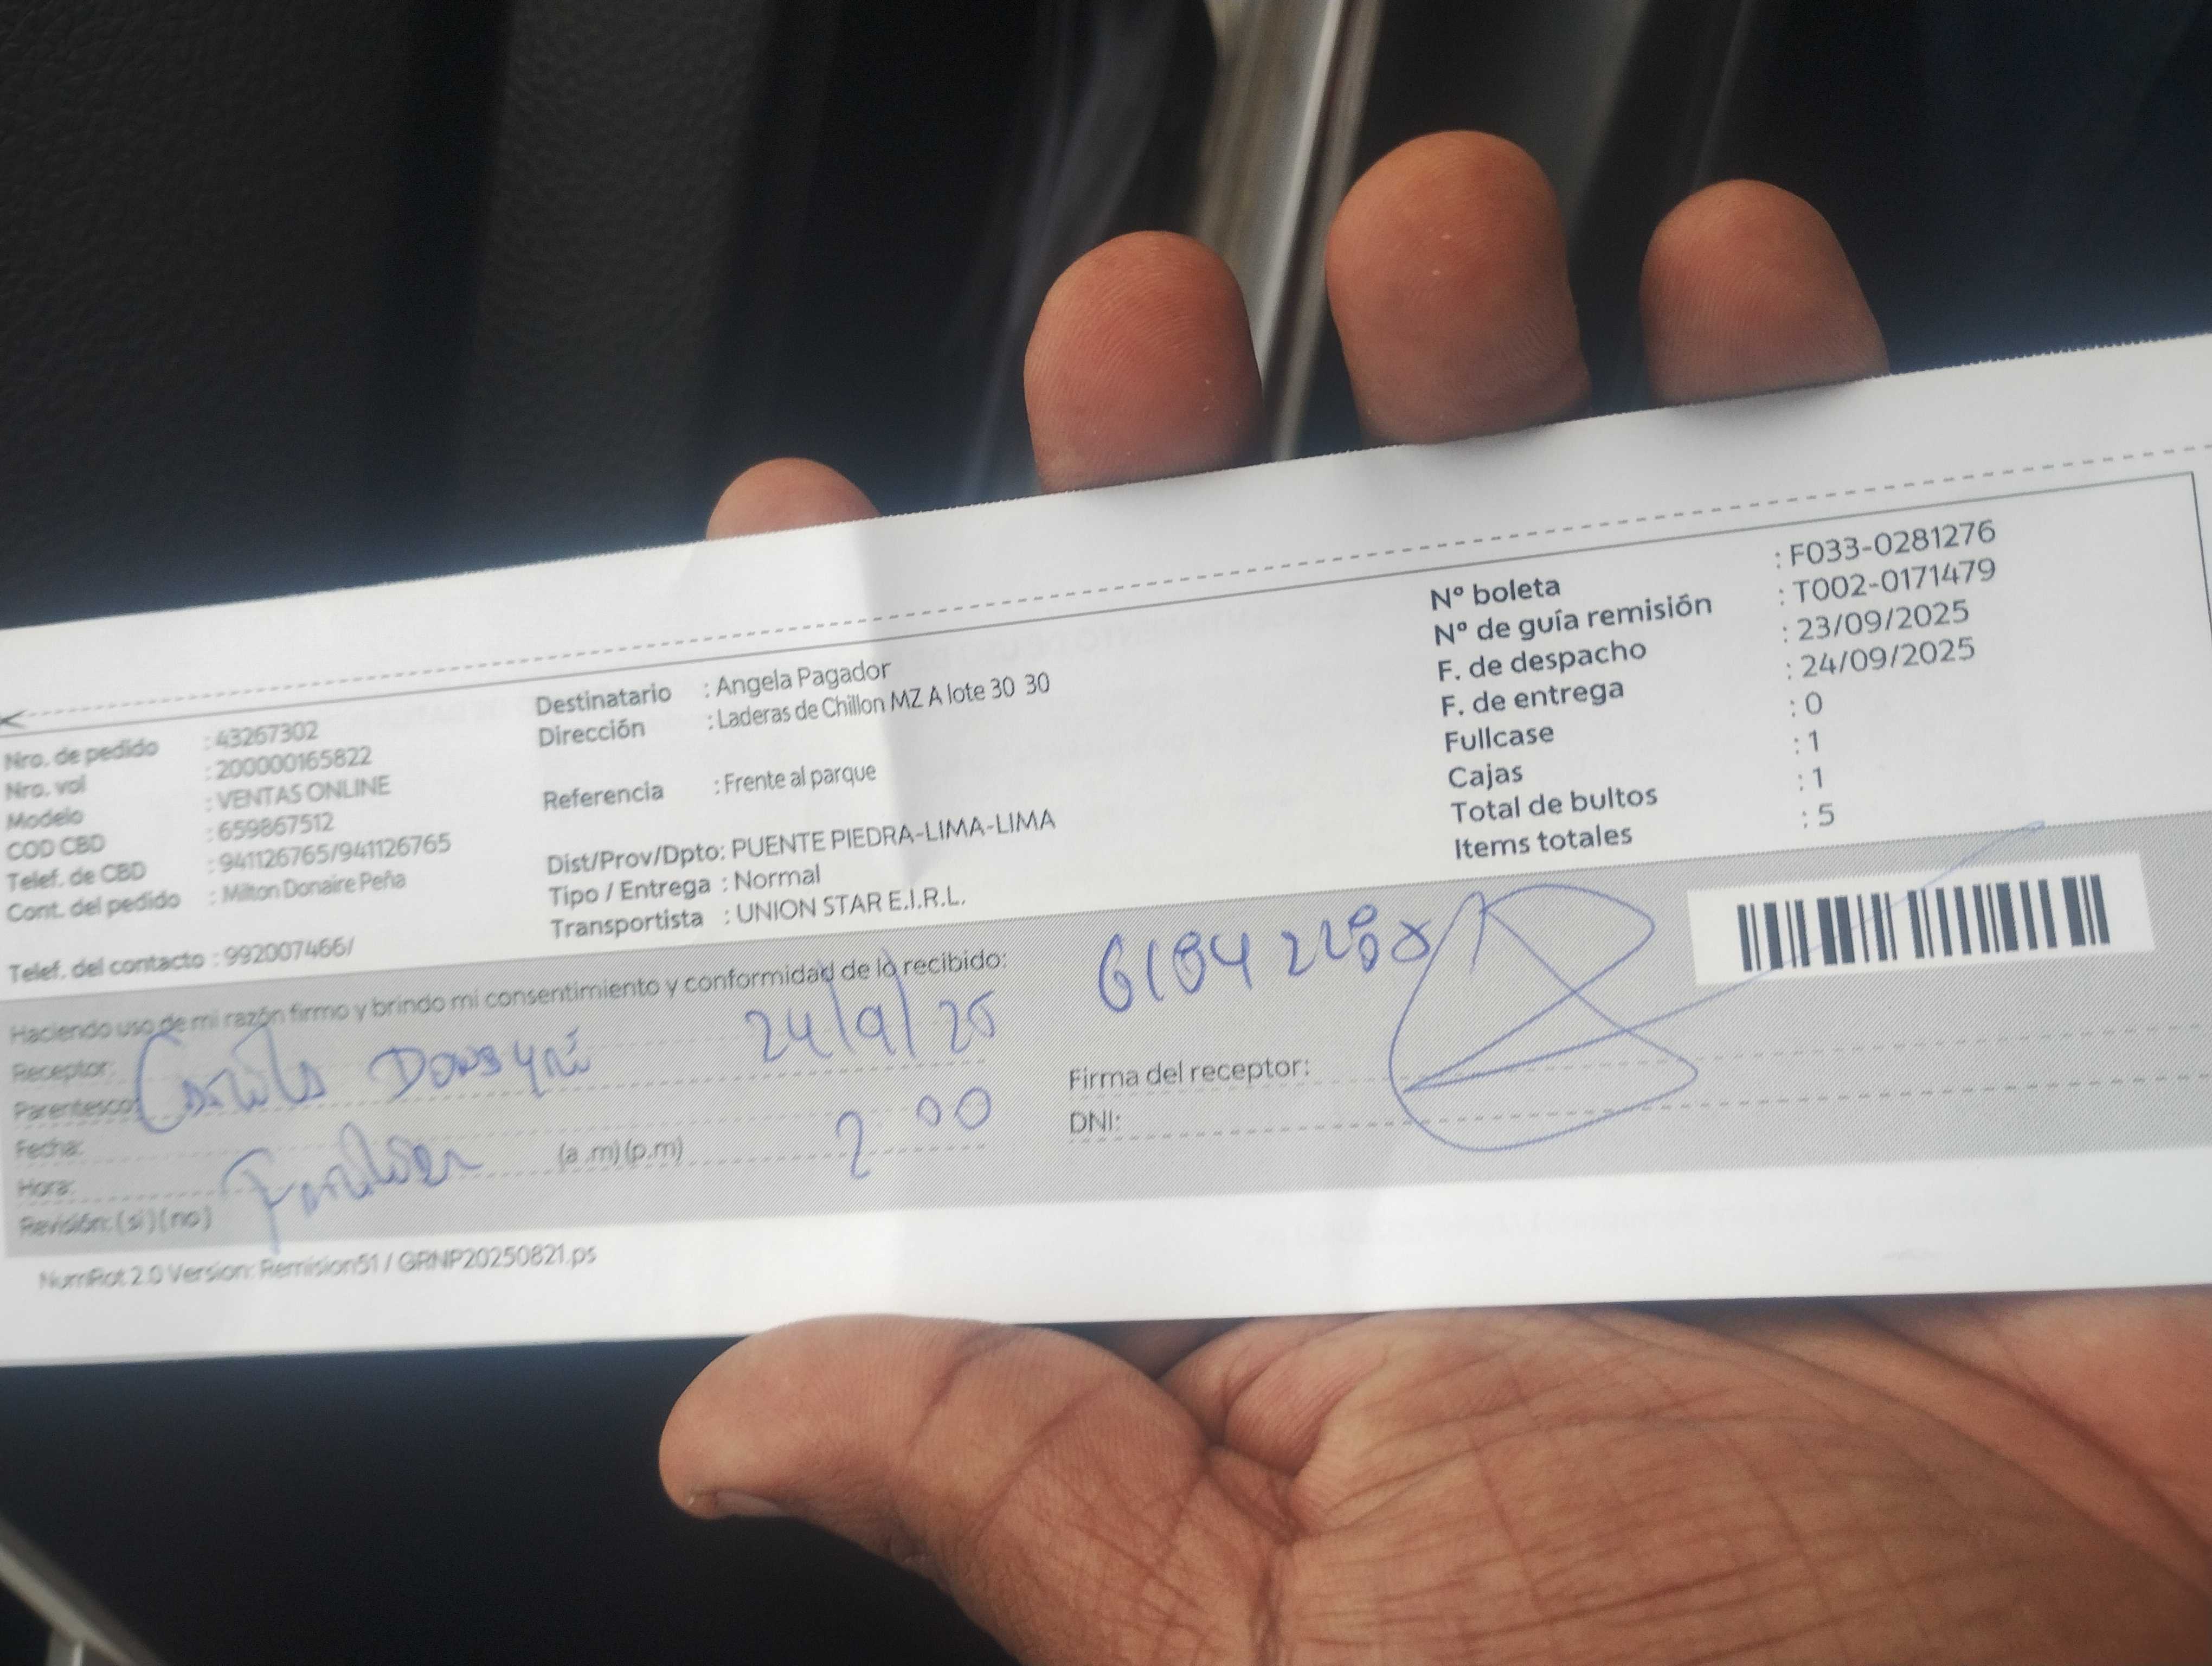 Nro. de pedido : 43267302
Nro. vol : 200000165822
Modelo : VENTAS ONLINE
COD CBD : 659867512
Telef. de CBD : 941126765/941126765
Cont. del pedido : Milton Donaire Peña
Telef. del contacto : 992007466/
Destinatario : Angela Pagador
Dirección : Laderas de Chillon MZ A lote 30 30
Referencia : Frente al parque
Dist/Prov/Dpto: PUENTE PIEDRA-LIMA-LIMA
Tipo / Entrega : Normal
Transportista : UNION STAR E.I.R.L.
Nº boleta : F033-0281276
Nº de guía remisión : T002-0171479
F. de despacho : 23/09/2025
F. de entrega : 24/09/2025
Fullcase : 0
Cajas : 1
Total de bultos : 1
Items totales : 5
Haciendo uso de mi razón firmo y brindo mi consentimiento y conformidad de lo recibido:
Receptor:
Parentesco:
Fecha: 24/9/25
Hora: (a .m) (p.m) 2 00
Revisión: (si) (no) Familiar
Firma del receptor:
DNI:
NumRot 2.0 Version: Remision51 / GRNP20250821.ps